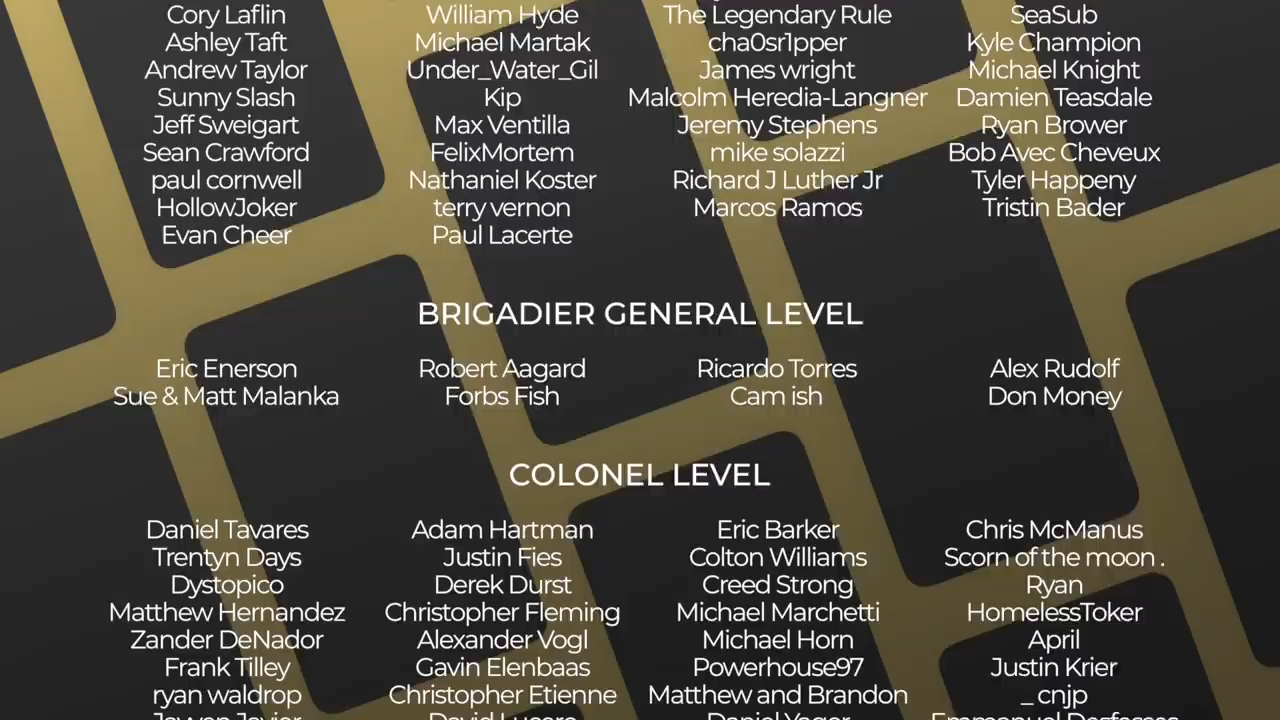 Cory Laflin William Hyde The Legendary Rule SeaSub
Ashley Taft Michael Martak cha0sr1pper Kyle Champion
Andrew Taylor Under_Water_Gil James wright Michael Knight
Sunny Slash Kip Malcolm Heredia-Langner Damien Teasdale
Jeff Sweigart Max Ventilla Jeremy Stephens Ryan Brower
Sean Crawford FelixMortem mike solazzi Bob Avec Cheveux
paul cornwell Nathaniel Koster Richard J Luther Jr Tyler Happeny
HollowJoker terry vernon Marcos Ramos Tristin Bader
Evan Cheer Paul Lacerte
BRIGADIER GENERAL LEVEL
Eric Enerson Robert Aagard Ricardo Torres Alex Rudolf
Sue & Matt Malanka Forbs Fish Cam ish Don Money
COLONEL LEVEL
Daniel Tavares Adam Hartman Eric Barker Chris McManus
Trentyn Days Justin Fies Colton Williams Scorn of the moon .
Dystopico Derek Durst Creed Strong Ryan
Matthew Hernandez Christopher Fleming Michael Marchetti HomelessToker
Zander DeNador Alexander Vogl Michael Horn April
Frank Tilley Gavin Elenbaas Powerhouse97 Justin Krier
ryan waldrop Christopher Etienne Matthew and Brandon _ cnjp